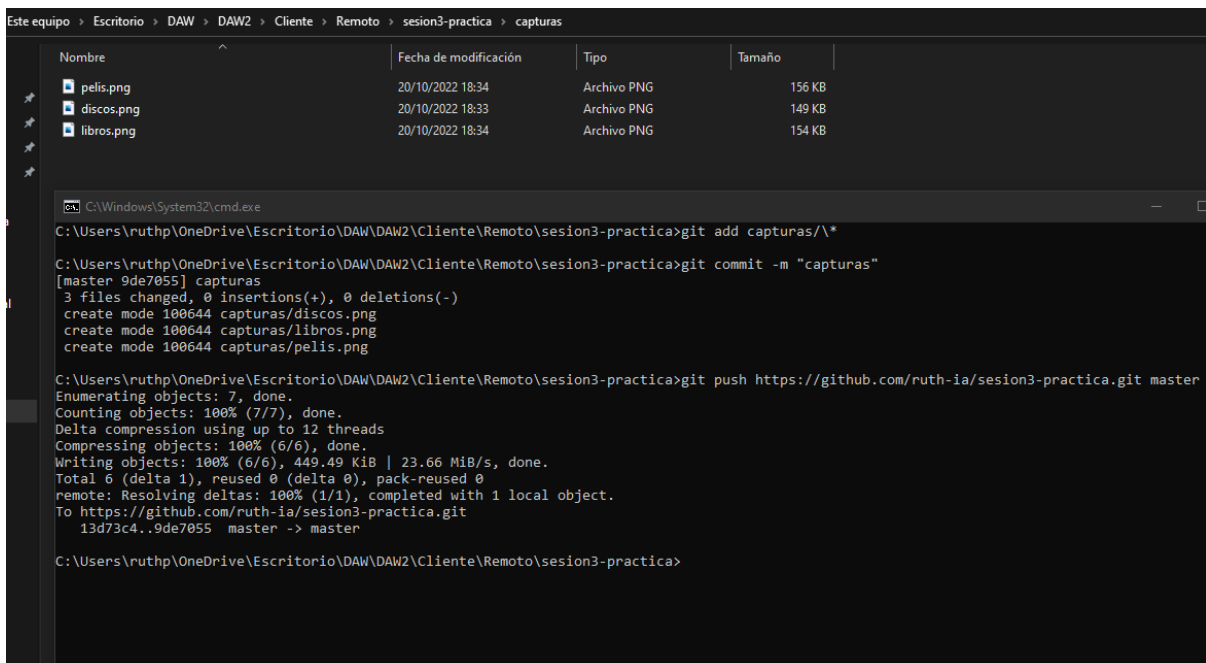 Este equipo > Escritorio > DAW > DAW2 > Cliente > Remoto > sesion3-practica > capturas
Nombre Fecha de modificación Tipo Tamaño
pelis.png 20/10/2022 18:34 Archivo PNG 156 KB
discos.png 20/10/2022 18:33 Archivo PNG 149 KB
libros.png 20/10/2022 18:34 Archivo PNG 154 KB
C:\Windows\System32\cmd.exe
C:\Users\ruthp\OneDrive\Escritorio\DAW\DAW2\Cliente\Remoto\sesion3-practica>git add capturas/\*
C:\Users\ruthp\OneDrive\Escritorio\DAW\DAW2\Cliente\Remoto\sesion3-practica>git commit -m "capturas"
[master 9de7055] capturas
3 files changed, 0 insertions(+), 0 deletions(-)
create mode 100644 capturas/discos.png
create mode 100644 capturas/libros.png
create mode 100644 capturas/pelis.png
C:\Users\ruthp\OneDrive\Escritorio\DAW\DAW2\Cliente\Remoto\sesion3-practica>git push https://github.com/ruth-ia/sesion3-practica.git master
Enumerating objects: 7, done.
Counting objects: 100% (7/7), done.
Delta compression using up to 12 threads
Compressing objects: 100% (6/6), done.
Writing objects: 100% (6/6), 449.49 KiB | 23.66 MiB/s, done.
Total 6 (delta 1), reused 0 (delta 0), pack-reused 0
remote: Resolving deltas: 100% (1/1), completed with 1 local object.
To https://github.com/ruth-ia/sesion3-practica.git
13d73c4..9de7055 master -> master
C:\Users\ruthp\OneDrive\Escritorio\DAW\DAW2\Cliente\Remoto\sesion3-practica>